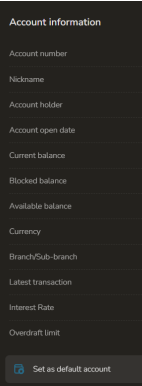 Account information
Account number
Nickname
Account holder
Account open date
Current balance
Blocked balance
Available balance
Currency
Branch/Sub-branch
Latest transaction
Interest Rate
Overdraft limit
Set as default account